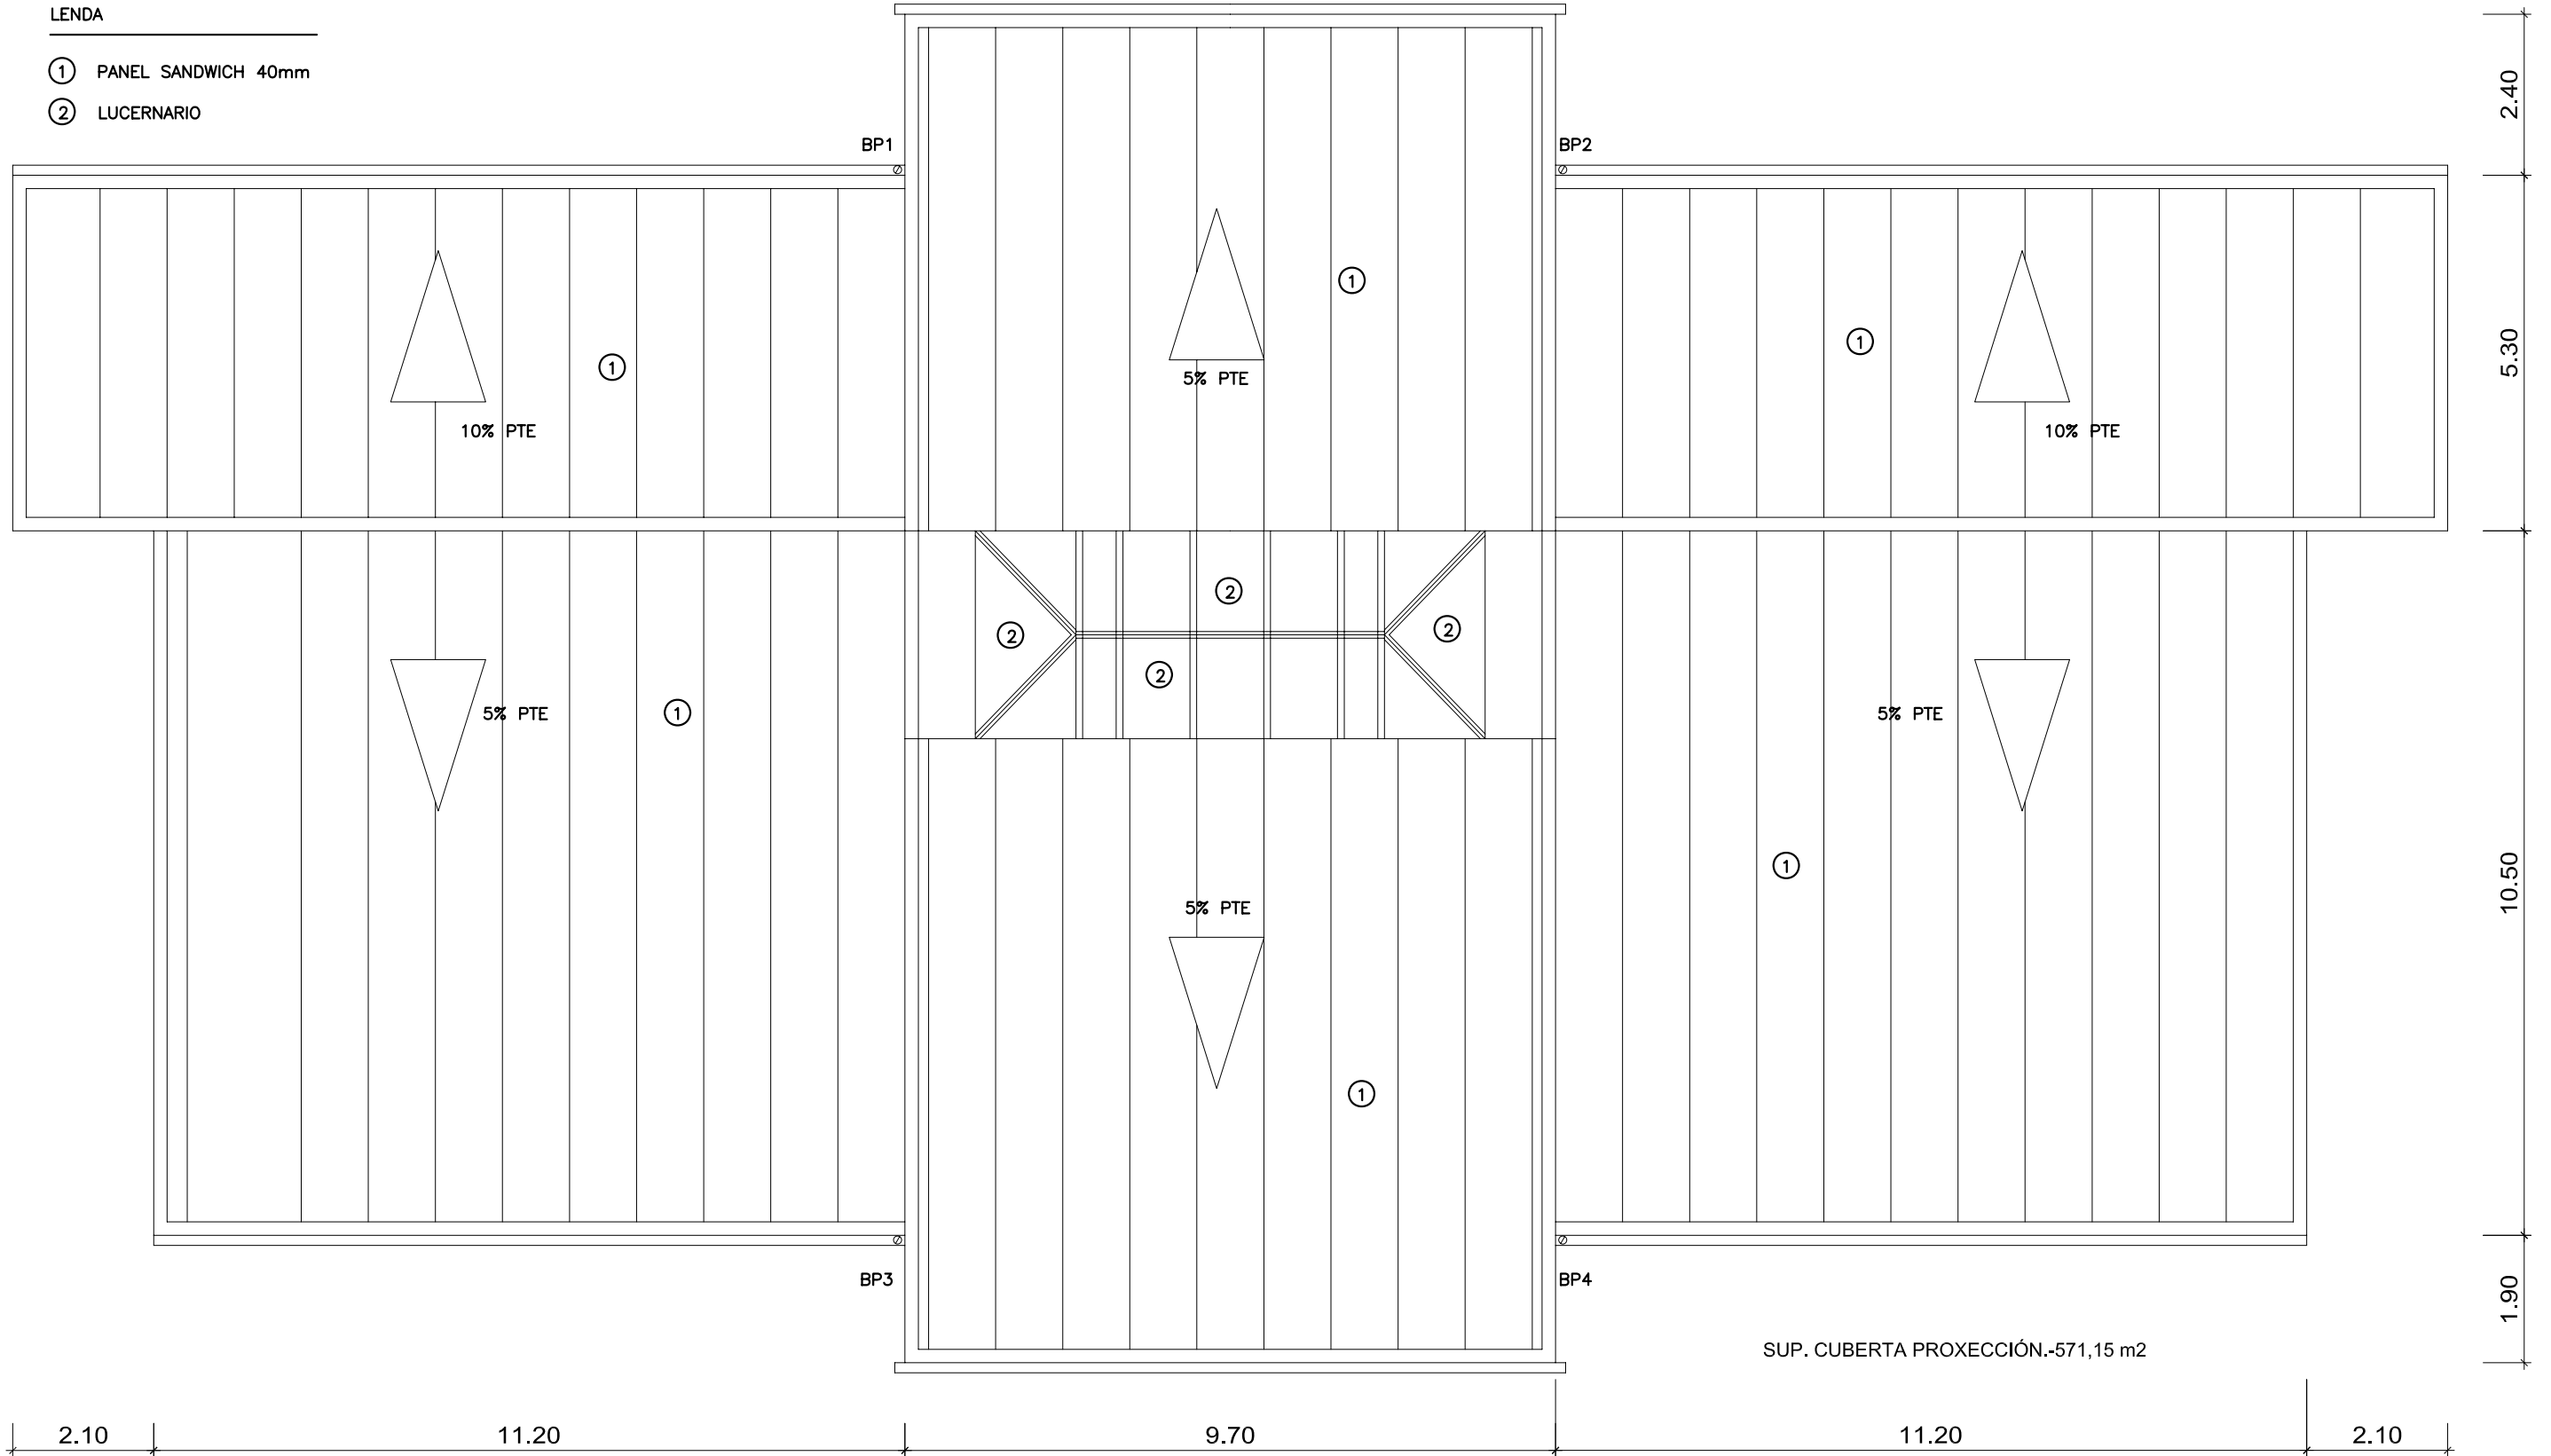 LENDA
1 PANEL SANDWICH 40mm
2 LUCERNARIO
2.40
BP1
BP2
1
1
1
5.30
5% PTE
10% PTE
10% PTE
2
2
2
2
5% PTE
1
5% PTE
1
10.50
5% PTE
1
BP3
BP4
1.90
SUP. CUBERTA PROXECCIÓN.-571,15 m2
2.10
11.20
9.70
11.20
2.10